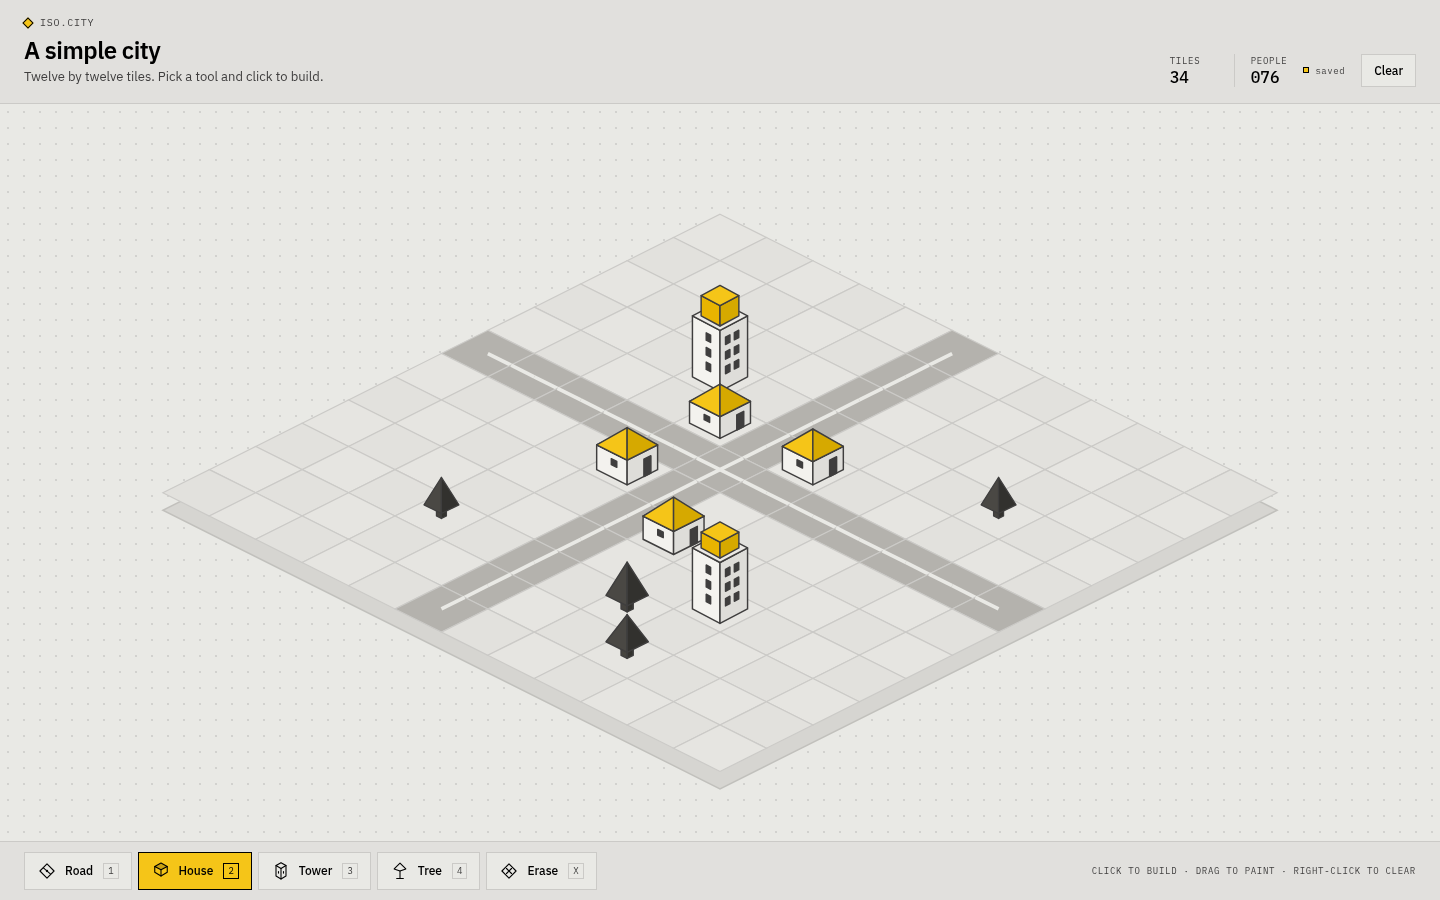 ISO.CITY
A simple city
Twelve by twelve tiles. Pick a tool and click to build.
TILES
34
PEOPLE
076
saved
Clear
Road 1
House 2
Tower 3
Tree 4
Erase X
CLICK TO BUILD · DRAG TO PAINT · RIGHT-CLICK TO CLEAR